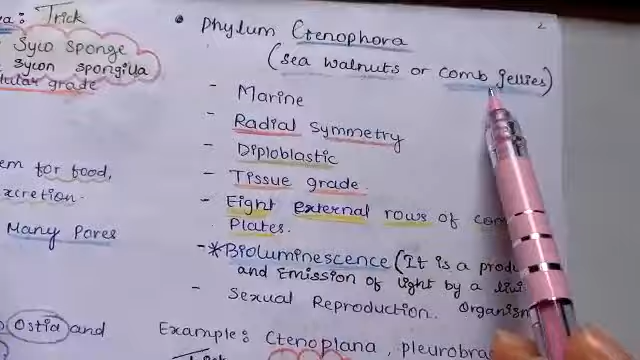 Trick
Syco sponge
sycon spongilla
grade
em for food,
excretion.
Many Pores
Ostia and
2
• Phylum Ctenophora
(sea walnuts or comb jellies)
- Marine
- Radial Symmetry
- Diploblastic
- Tissue grade.
- Eight external rows of
Plates.
-*Bioluminescence (It is a
and Emission of light by a
- Sexual Reproduction.
Example: Ctenoplana,